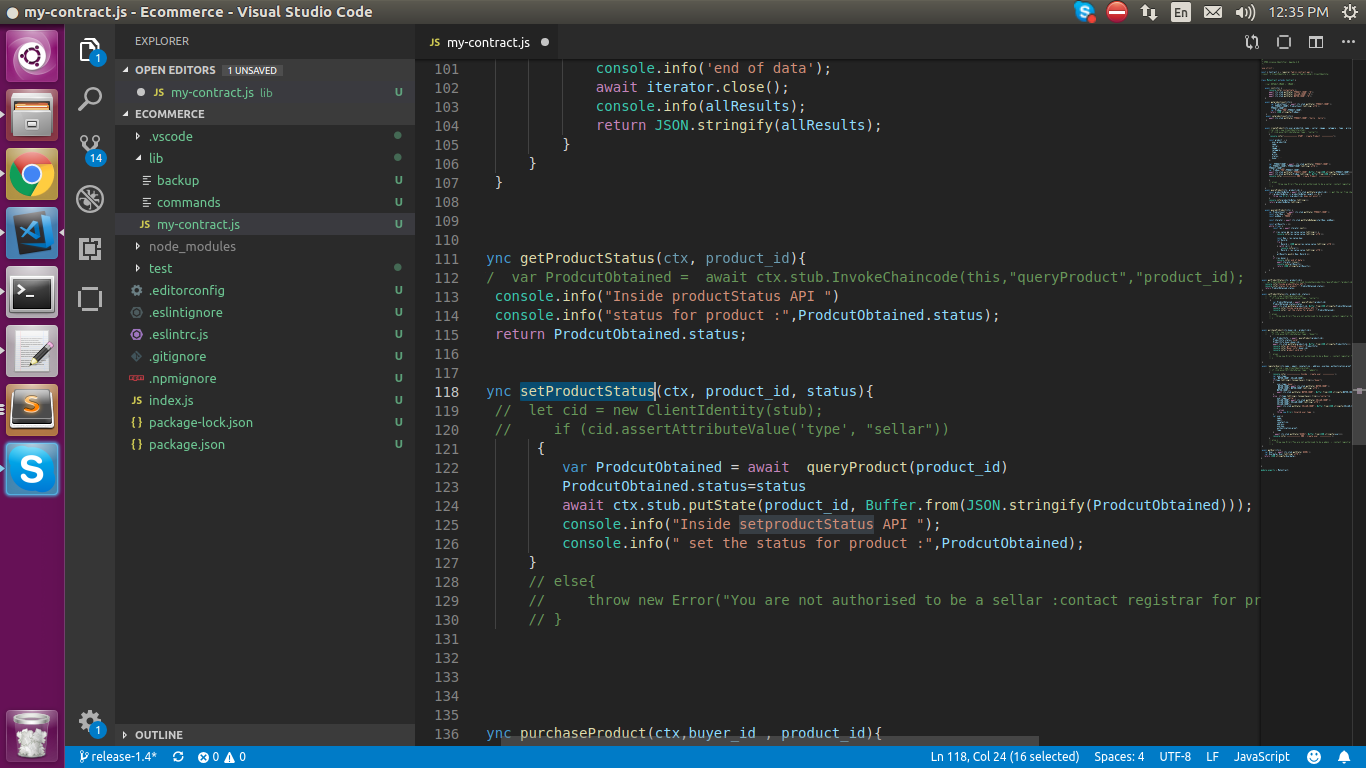 my-contract.js - Ecommerce - Visual Studio Code
En
12:35 PM
EXPLORER
OPEN EDITORS 1 UNSAVED
JS my-contract.js lib U
ECOMMERCE
.vscode
lib
backup U
commands U
JS my-contract.js U
node_modules
test
.editorconfig U
.eslintignore U
.eslintrc.js U
.gitignore U
.npmignore U
JS index.js U
{ } package-lock.json U
{ } package.json U
OUTLINE
1
14
1
JS my-contract.js
101 console.info('end of data');
102 await iterator.close();
103 console.info(allResults);
104 return JSON.stringify(allResults);
105 }
106 }
107 }
108
109
110
111 ync getProductStatus(ctx, product_id){
112 / var ProdcutObtained = await ctx.stub.InvokeChaincode(this,"queryProduct","product_id);
113 console.info("Inside productStatus API ")
114 console.info("status for product :",ProdcutObtained.status);
115 return ProdcutObtained.status;
116
117
118 ync setProductStatus(ctx, product_id, status){
119 // let cid = new ClientIdentity(stub);
120 // if (cid.assertAttributeValue('type', "sellar"))
121 {
122 var ProdcutObtained = await queryProduct(product_id)
123 ProdcutObtained.status=status
124 await ctx.stub.putState(product_id, Buffer.from(JSON.stringify(ProdcutObtained)));
125 console.info("Inside setproductStatus API ");
126 console.info(" set the status for product :",ProdcutObtained);
127 }
128 // else{
129 // throw new Error("You are not authorised to be a sellar :contact registrar for pr
130 // }
131
132
133
134
135
136 ync purchaseProduct(ctx,buyer_id , product_id){
release-1.4* 0 0 Ln 118, Col 24 (16 selected) Spaces: 4 UTF-8 LF JavaScript